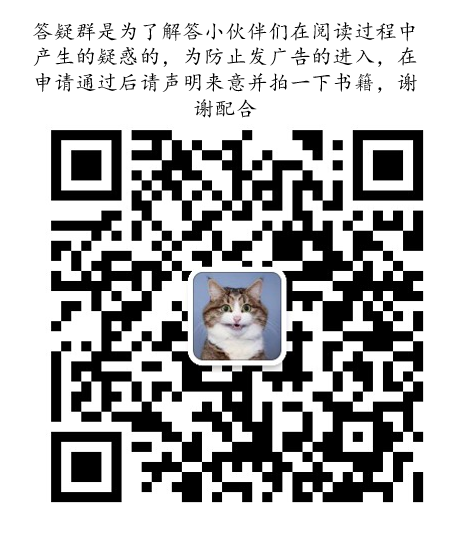 答疑群是为了解答小伙伴们在阅读过程中
产生的疑惑的，为防止发广告的进入，在
申请通过后请声明来意并拍一下书籍，谢
谢配合